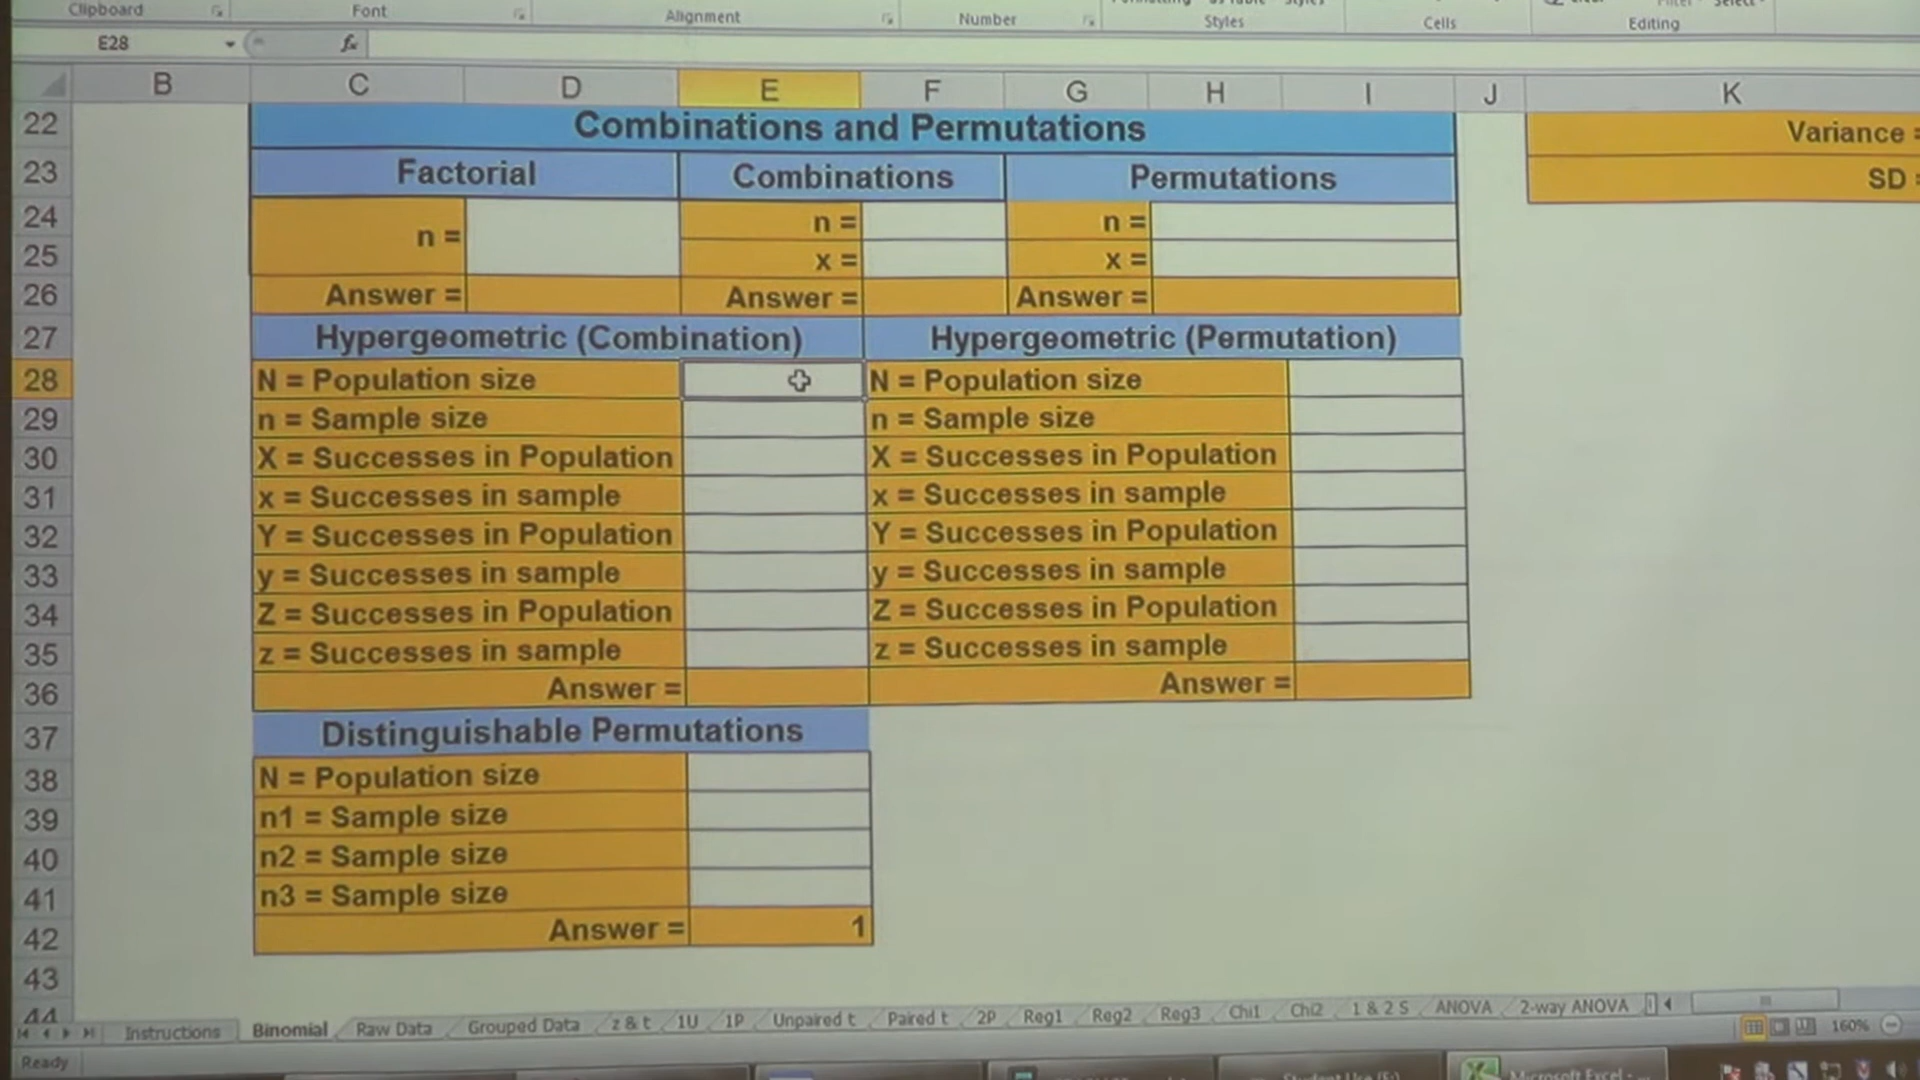 Clipboard Font Alignment Number Styles Cells Editing
E28 fx
B C D E F G H I J K
22 Combinations and Permutations Variance =
23 Factorial Combinations Permutations SD =
24 n = n = n =
25 x = x =
26 Answer = Answer = Answer =
27 Hypergeometric (Combination) Hypergeometric (Permutation)
28 N = Population size N = Population size
29 n = Sample size n = Sample size
30 X = Successes in Population X = Successes in Population
31 x = Successes in sample x = Successes in sample
32 Y = Successes in Population Y = Successes in Population
33 y = Successes in sample y = Successes in sample
34 Z = Successes in Population Z = Successes in Population
35 z = Successes in sample z = Successes in sample
36 Answer = Answer =
37 Distinguishable Permutations
38 N = Population size
39 n1 = Sample size
40 n2 = Sample size
41 n3 = Sample size
42 Answer = 1
43
44
Instructions Binomial Raw Data Grouped Data z & t 1U 1P Unpaired t Paired t 2P Reg1 Reg2 Reg3 Chi1 Chi2 1 & 2 S ANOVA 2-way ANOVA
160%
Ready
Microsoft Excel -